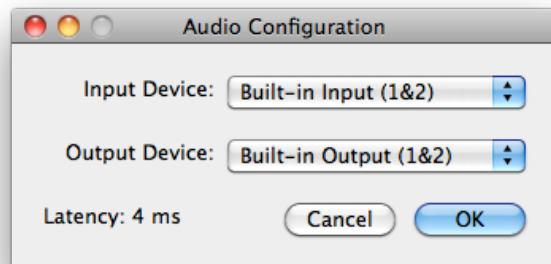 Audio Configuration
Input Device: Built-in Input (1&2)
Output Device: Built-in Output (1&2)
Latency: 4 ms Cancel OK